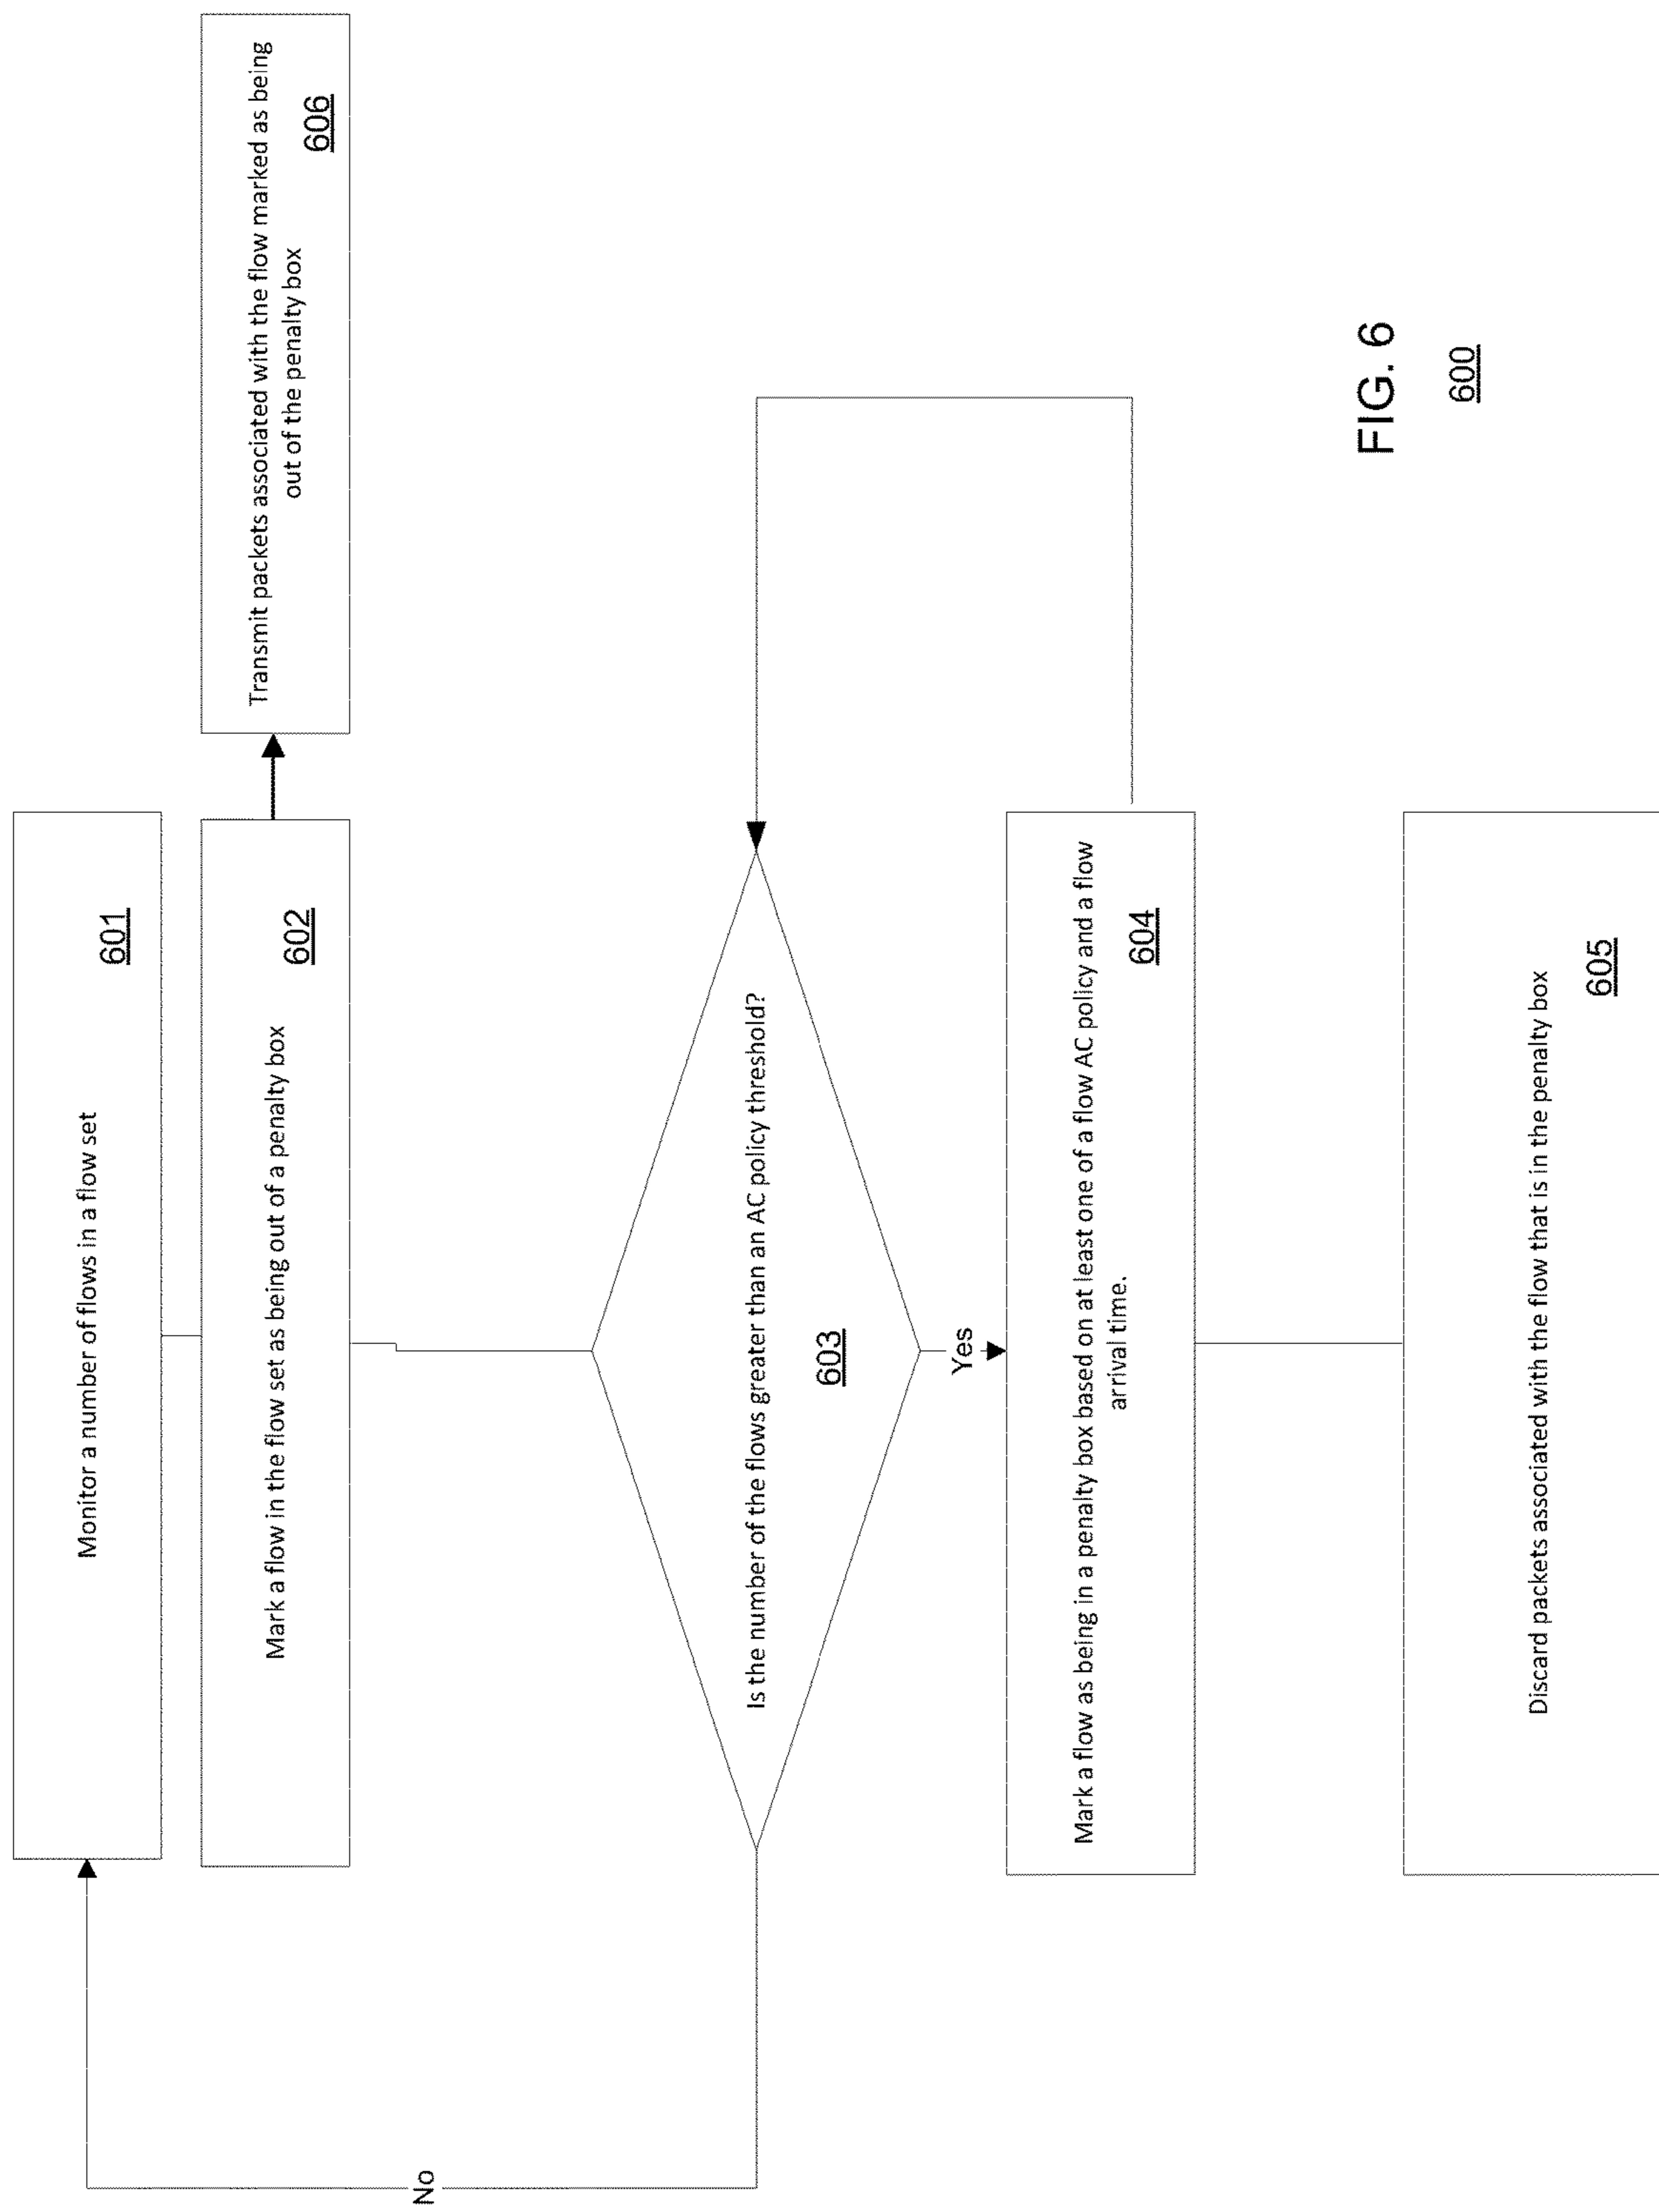 Monitor a number of flows in a flow set
601
Mark a flow in the flow set as being out of a penalty box
602
Transmit packets associated with the flow marked as being
out of the penalty box
606
Is the number of the flows greater than an AC policy threshold?
603
No
Yes
Mark a flow as being in a penalty box based on at least one of a flow AC policy and a flow
arrival time.
604
Discard packets associated with the flow that is in the penalty box
605
FIG. 6
600